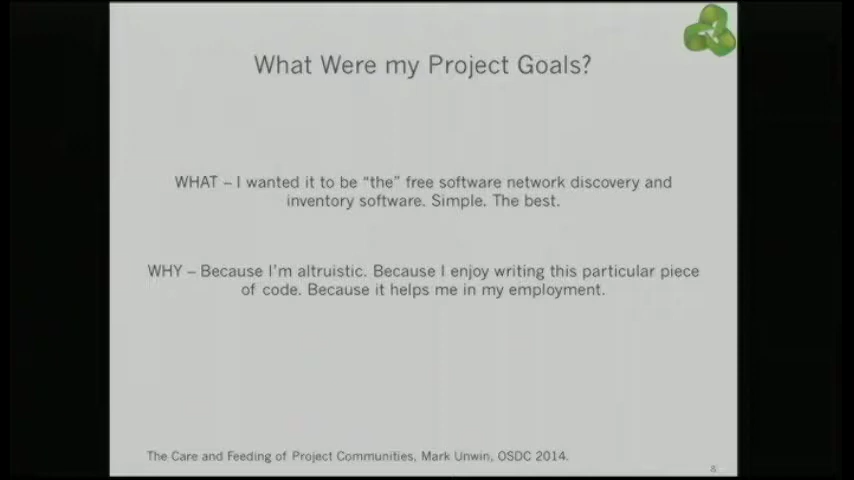 What Were my Project Goals?
WHAT – I wanted it to be “the” free software network discovery and
inventory software. Simple. The best.
WHY – Because I’m altruistic. Because I enjoy writing this particular piece
of code. Because it helps me in my employment.
The Care and Feeding of Project Communities, Mark Unwin, OSDC 2014.
8